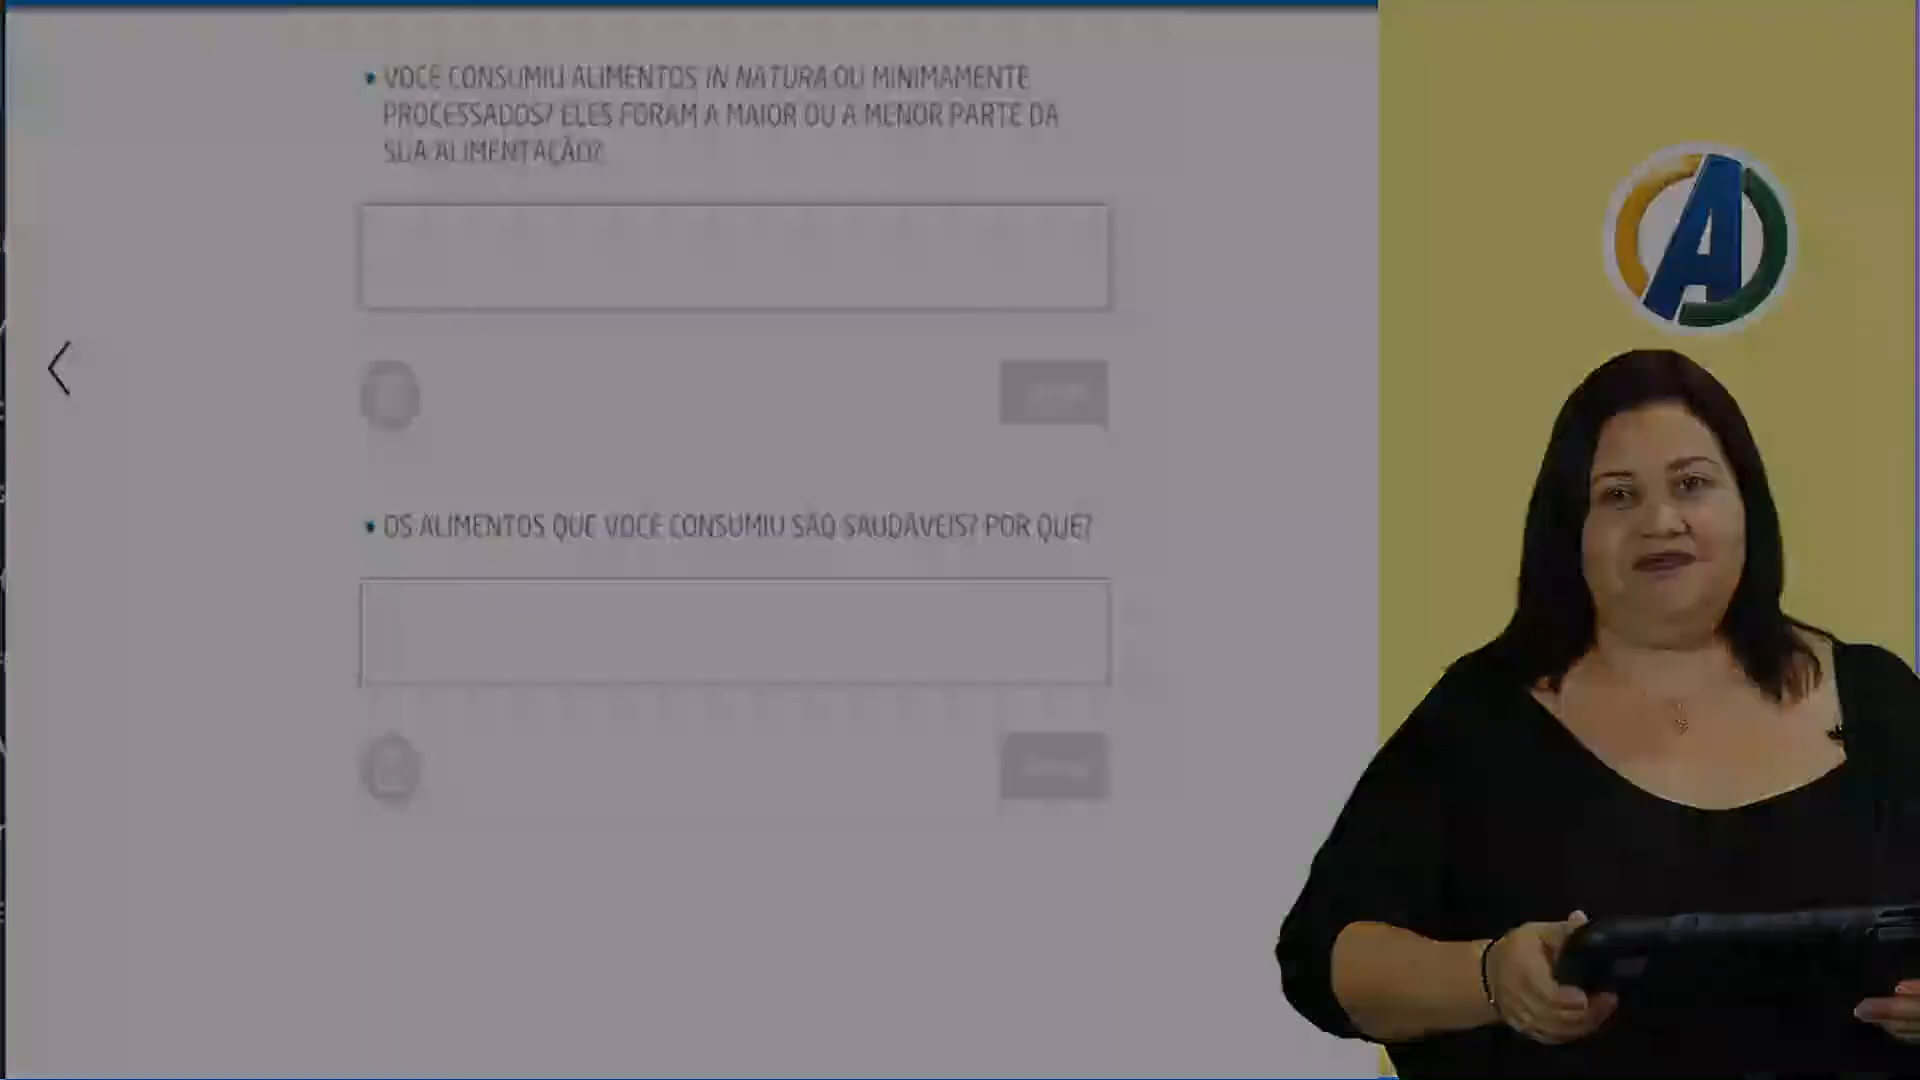 • VOCÊ CONSUMIU ALIMENTOS IN NATURA OU MINIMAMENTE
PROCESSADOS? ELES FORAM A MAIOR OU A MENOR PARTE DA
SUA ALIMENTAÇÃO?
• OS ALIMENTOS QUE VOCÊ CONSUMIU SÃO SAUDÁVEIS? POR QUE?
A